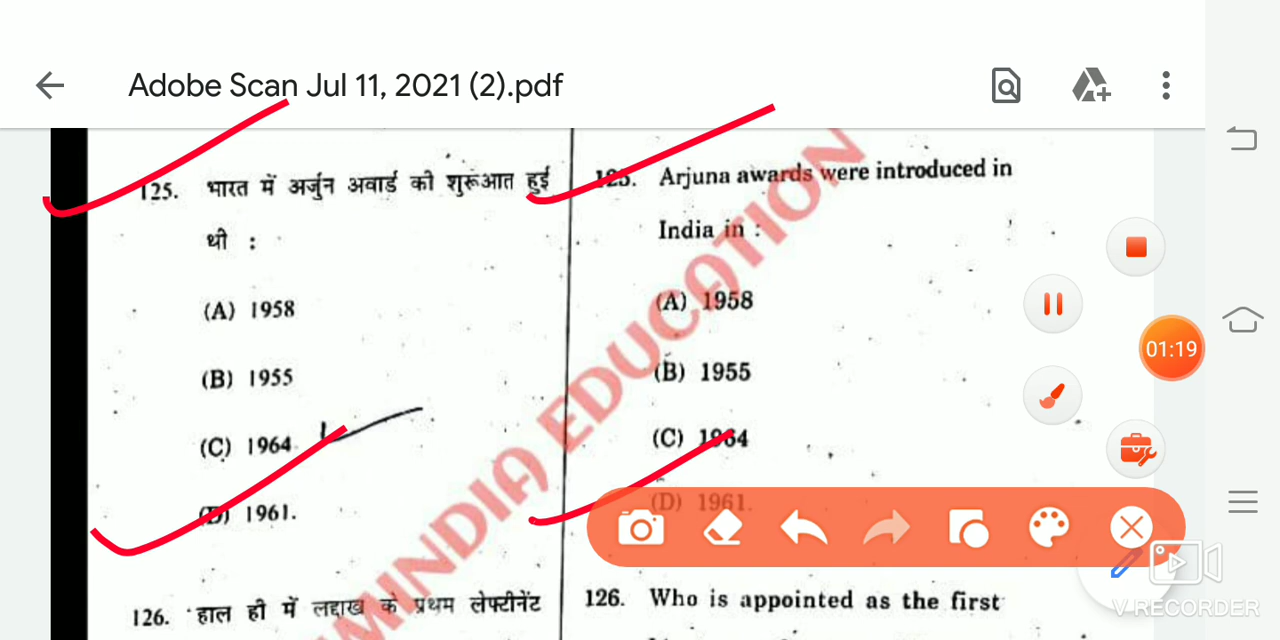 Adobe Scan Jul 11, 2021 (2).pdf
125. भारत में अर्जुन अवार्ड की शुरूआत हुई
थी :
(A) 1958
(B) 1955
(C) 1964
(D) 1961.
126. हाल ही में लद्दाख के प्रथम लेफ्टीनेंट
125. Arjuna awards were introduced in
India in :
(A) 1958
(B) 1955
(C) 1964
(D) 1961.
126. Who is appointed as the first
MINDIA EDUCATION
01:19
V RECORDER